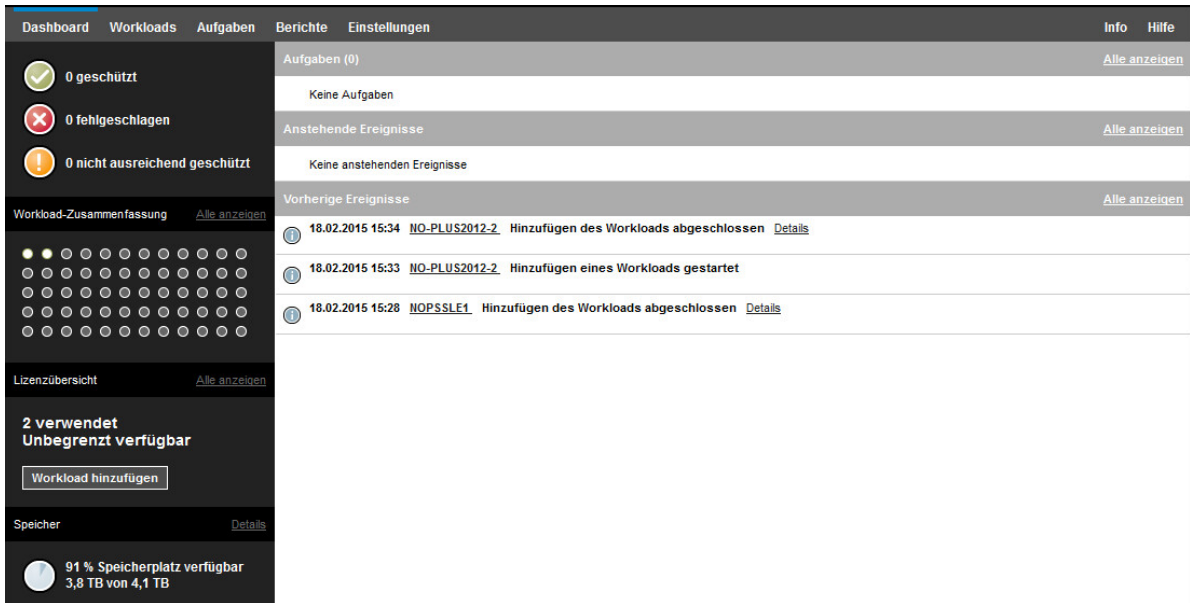 Dashboard Workloads Aufgaben Berichte Einstellungen Info Hilfe
0 geschützt
0 fehlgeschlagen
0 nicht ausreichend geschützt
Workload-Zusammenfassung Alle anzeigen
Lizenzübersicht Alle anzeigen
2 verwendet
Unbegrenzt verfügbar
Workload hinzufügen
Speicher Details
91 % Speicherplatz verfügbar
3,8 TB von 4,1 TB
Aufgaben (0) Alle anzeigen
Keine Aufgaben
Anstehende Ereignisse Alle anzeigen
Keine anstehenden Ereignisse
Vorherige Ereignisse Alle anzeigen
18.02.2015 15:34 NO-PLUS2012-2 Hinzufügen des Workloads abgeschlossen Details
18.02.2015 15:33 NO-PLUS2012-2 Hinzufügen eines Workloads gestartet
18.02.2015 15:28 NOPSSLE1 Hinzufügen des Workloads abgeschlossen Details